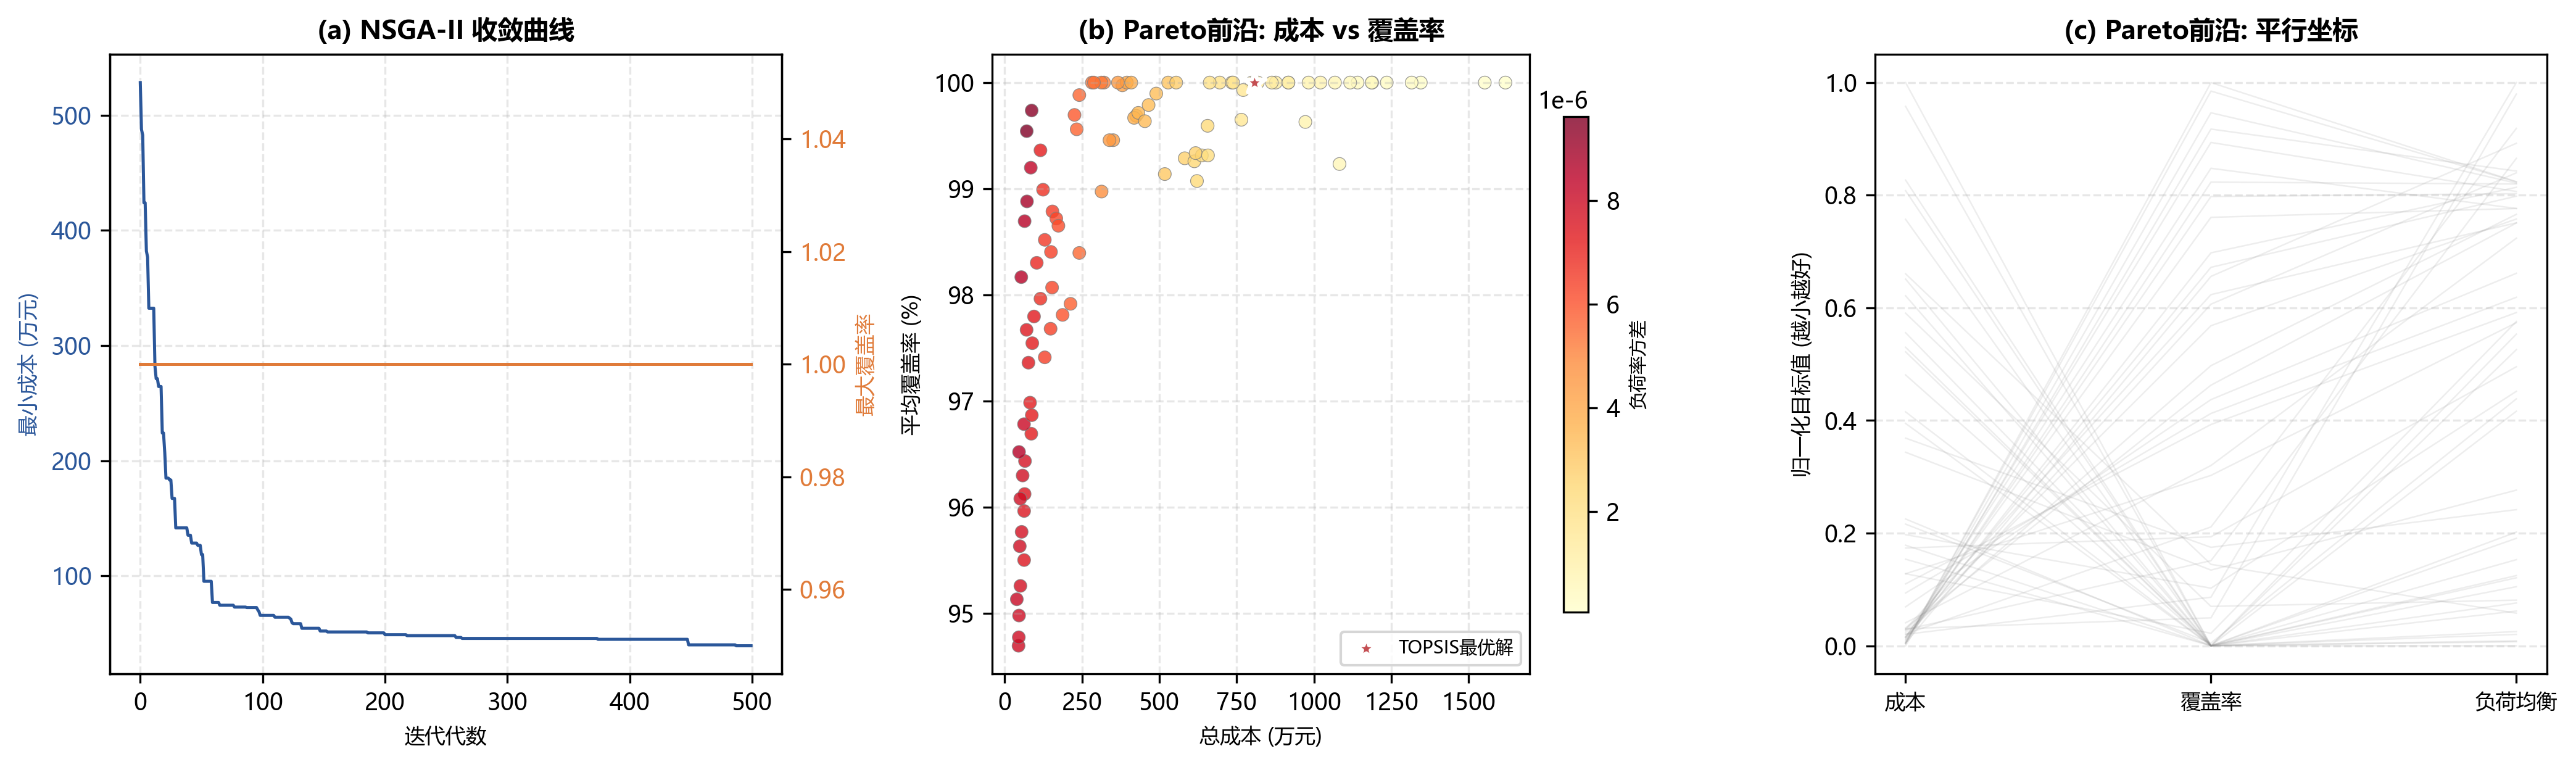 (a) NSGA-II 收敛曲线
500
400
300
200
100
最小成本 (万元)
0
100
200
300
400
500
迭代代数
1.04
1.02
1.00
0.98
0.96
最大覆盖率
(b) Pareto前沿: 成本 vs 覆盖率
100
99
98
97
96
95
平均覆盖率 (%)
0
250
500
750
1000
1250
1500
总成本 (万元)
TOPSIS最优解
1e-6
8
6
4
2
负荷率方差
(c) Pareto前沿: 平行坐标
1.0
0.8
0.6
0.4
0.2
0.0
归一化目标值 (越小越好)
成本
覆盖率
负荷均衡